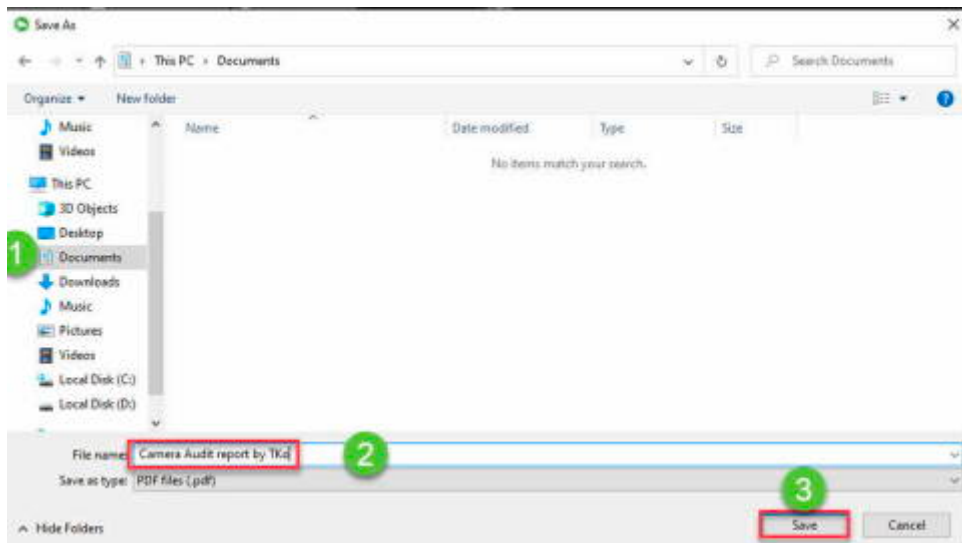 Save As
This PC › Documents
Search Documents
Organize
New folder
Music
Videos
This PC
3D Objects
Desktop
1
Documents
Downloads
Music
Pictures
Videos
Local Disk (C:)
Local Disk (D:)
Name
Date modified
Type
Size
No items match your search.
File name:
Camera Audit report by TKa
2
Save as type:
PDF files (.pdf)
3
Hide Folders
Save
Cancel